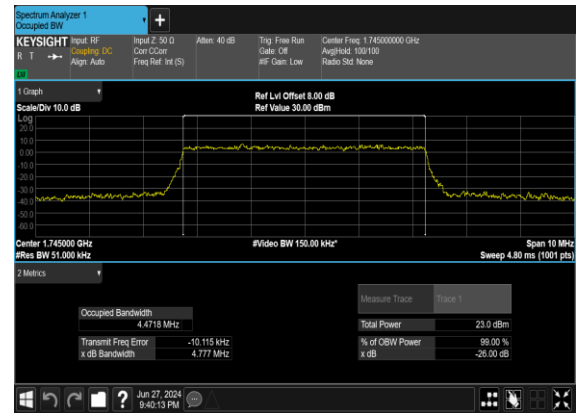 Spectrum Analyzer 1
Occupied BW
KEYSIGHT
R T
LV
Input: RF
Coupling: DC
Align: Auto
Input Z: 50 Ω
Corr CCorr
Freq Ref: Int (S)
Atten: 40 dB
Trig: Free Run
Gate: Off
#IF Gain: Low
Center Freq: 1.745000000 GHz
Avg|Hold: 100/100
Radio Std: None
1 Graph
Scale/Div 10.0 dB
Ref Lvl Offset 8.00 dB
Ref Value 30.00 dBm
Log
20.0
10.0
0.00
-10.0
-20.0
-30.0
-40.0
-50.0
-60.0
Center 1.745000 GHz
#Res BW 51.000 kHz
#Video BW 150.00 kHz*
Span 10 MHz
Sweep 4.80 ms (1001 pts)
2 Metrics
Measure Trace
Trace 1
Occupied Bandwidth
4.4718 MHz
Total Power
23.0 dBm
Transmit Freq Error
-10.115 kHz
% of OBW Power
99.00 %
x dB Bandwidth
4.777 MHz
x dB
-26.00 dB
?
Jun 27, 2024
9:40:13 PM